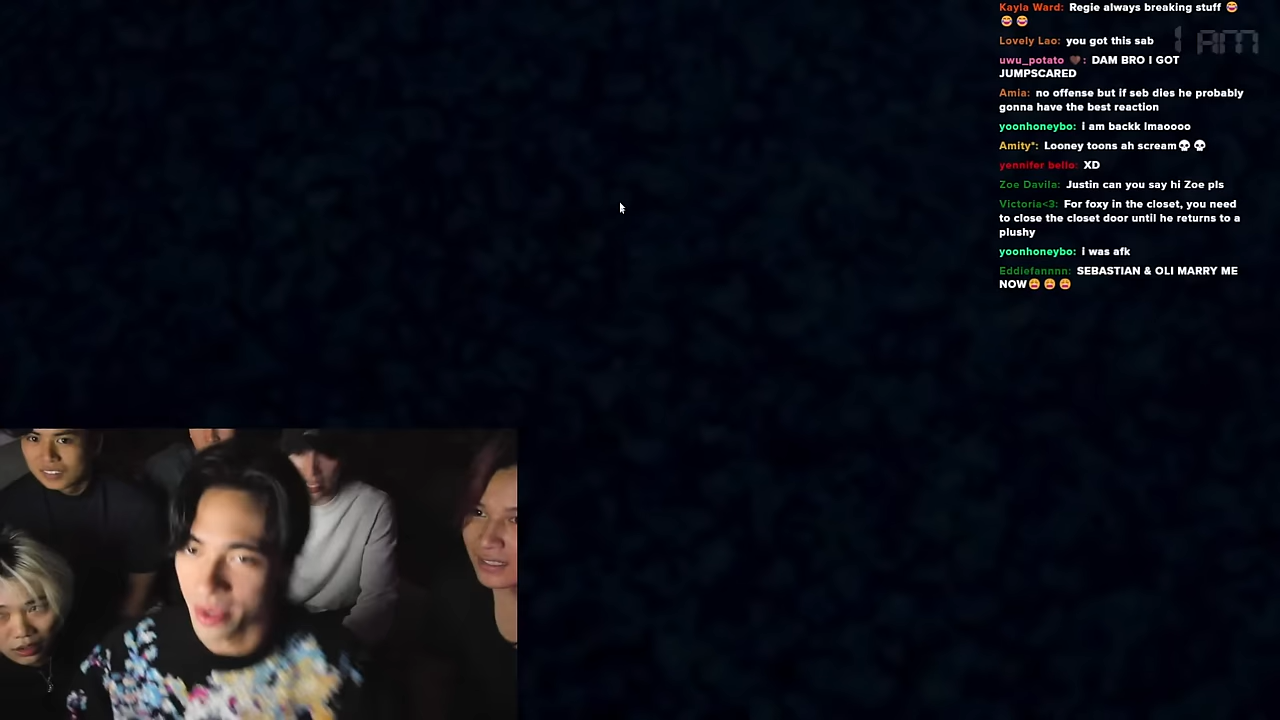 Kayla Ward: Regie always breaking stuff 😂
😂 😂
Lovely Lao: you got this sab
I AM
uwu_potato 🖤: DAM BRO I GOT
JUMPSCARED
Amia: no offense but if seb dies he probably
gonna have the best reaction
yoonhoneybo: i am backk lmaoooo
Amity*: Looney toons ah scream💀 💀
yennifer bello: XD
Zoe Davila: Justin can you say hi Zoe pls
Victoria<3: For foxy in the closet, you need
to close the closet door until he returns to a
plushy
yoonhoneybo: i was afk
Eddiefannnn: SEBASTIAN & OLI MARRY ME
NOW😩 😩 😩